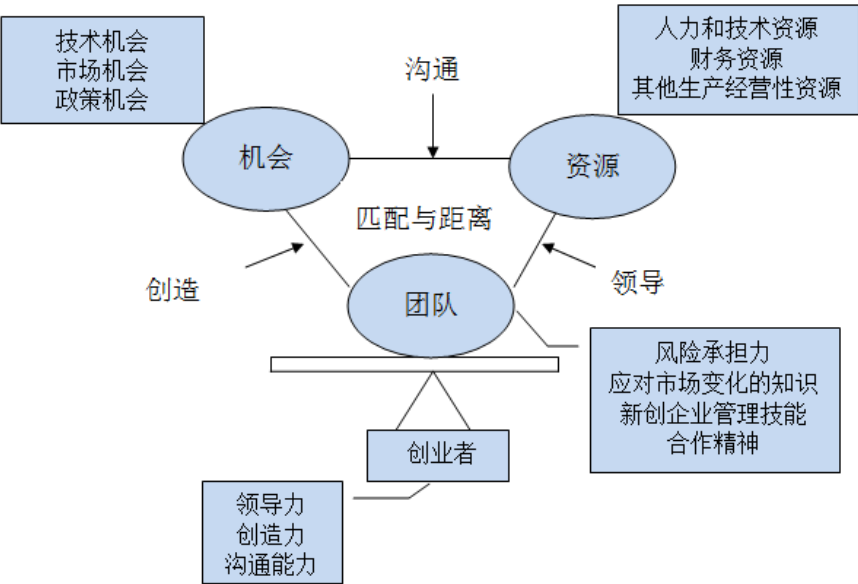 技术机会
市场机会
政策机会
人力和技术资源
财务资源
其他生产经营性资源
沟通
机会
资源
匹配与距离
创造
领导
团队
风险承担力
应对市场变化的知识
新创企业管理技能
合作精神
创业者
领导力
创造力
沟通能力